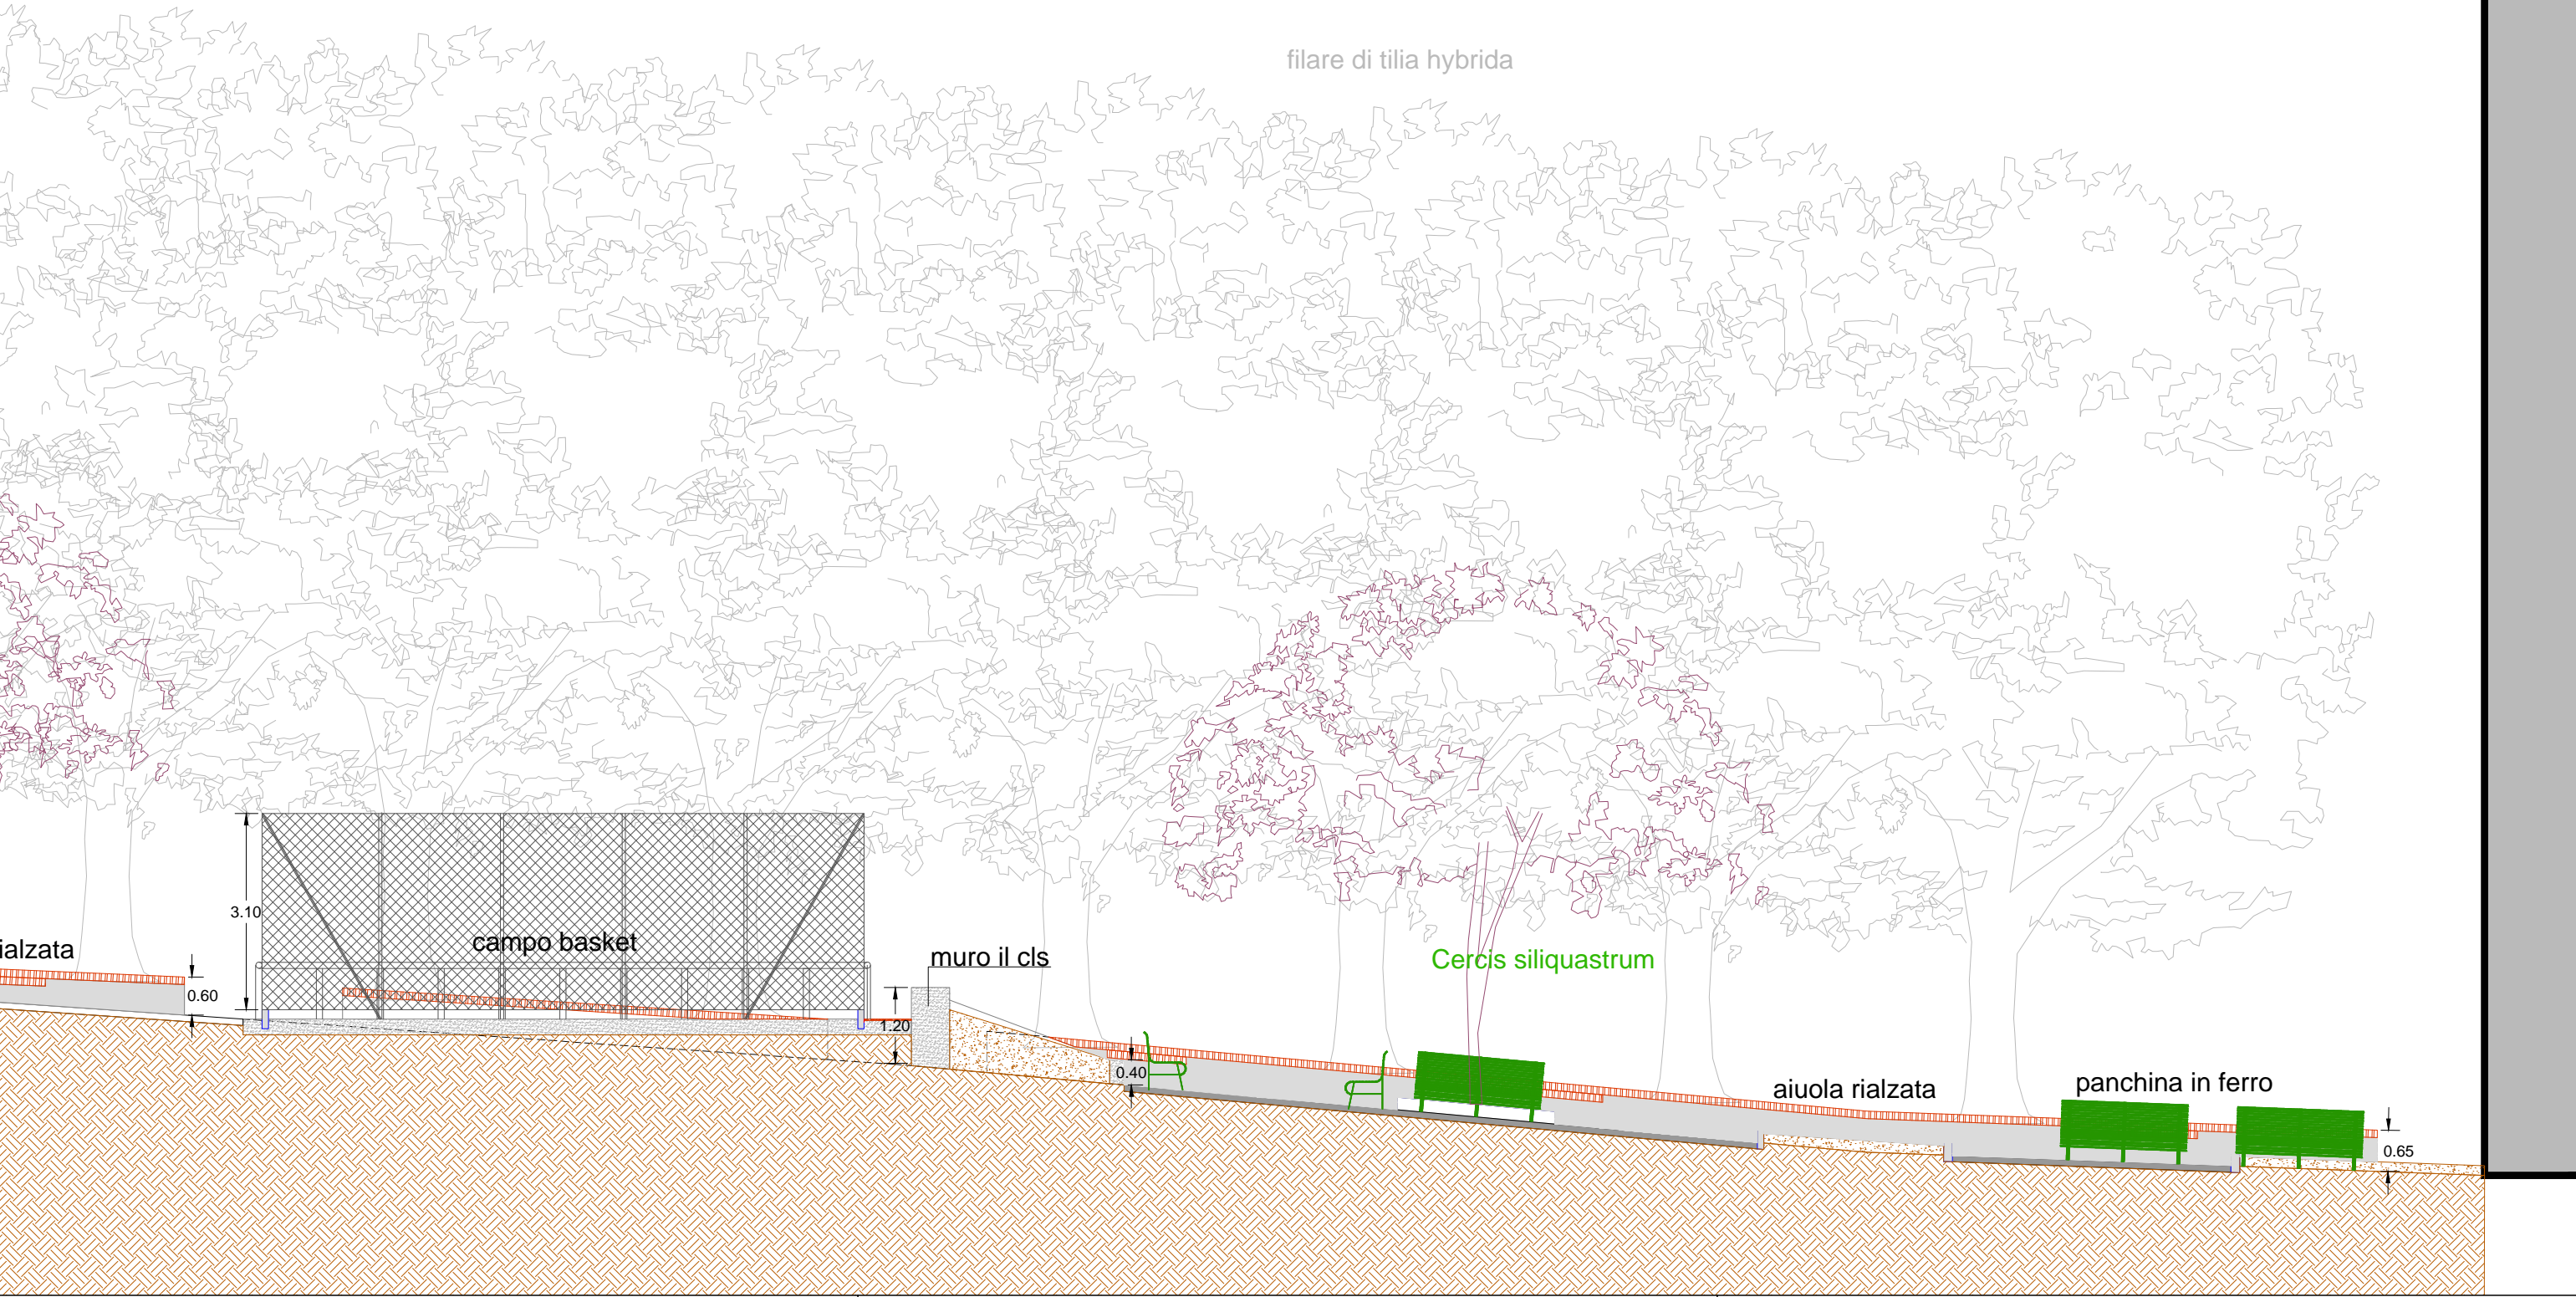 filare di tilia hybrida
3.10
campo basket
ialzata
0.60
muro il cls
1.20
Cercis siliquastrum
0.40
aiuola rialzata
panchina in ferro
0.65